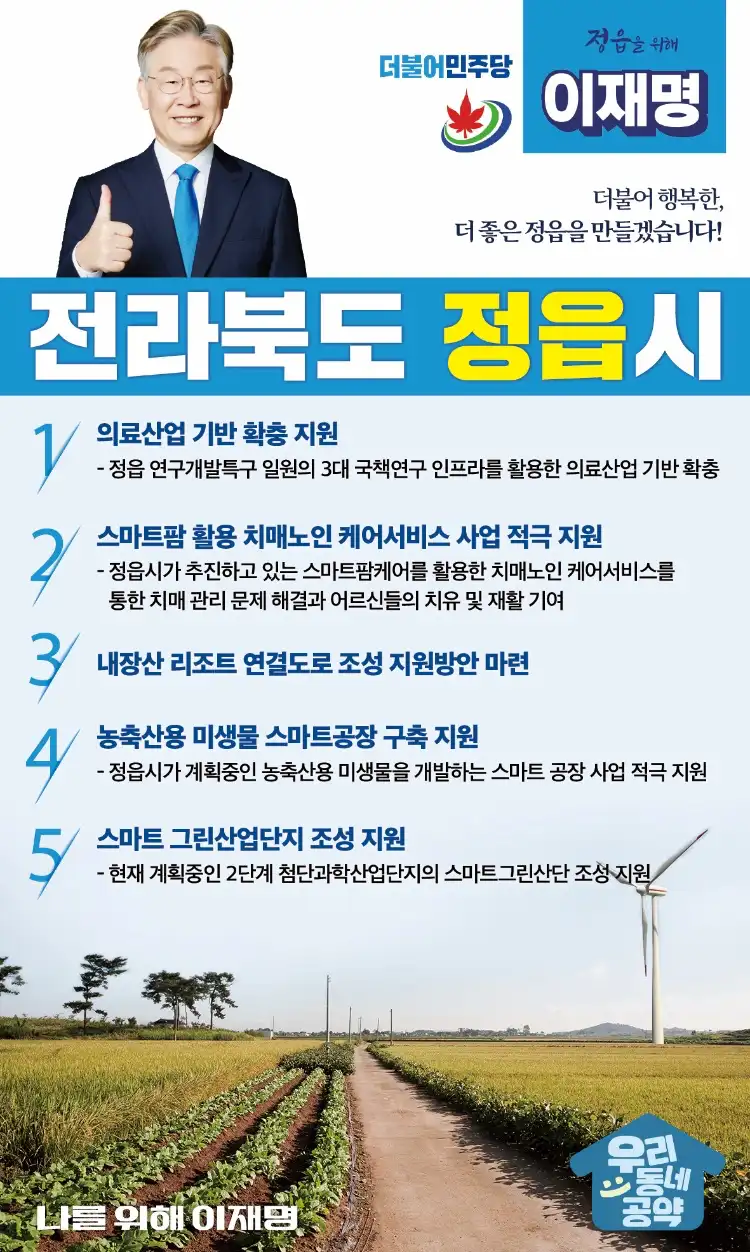 더불어민주당
정읍을 위해
이재명
더불어 행복한,
더 좋은 정읍을 만들겠습니다!
전라북도 정읍시
1 의료산업 기반 확충 지원
- 정읍 연구개발특구 일원의 3대 국책연구 인프라를 활용한 의료산업 기반 확충
2 스마트팜 활용 치매노인 케어서비스 사업 적극 지원
- 정읍시가 추진하고 있는 스마트팜케어를 활용한 치매노인 케어서비스를
통한 치매 관리 문제 해결과 어르신들의 치유 및 재활 기여
3 내장산 리조트 연결도로 조성 지원방안 마련
4 농축산용 미생물 스마트공장 구축 지원
- 정읍시가 계획중인 농축산용 미생물을 개발하는 스마트 공장 사업 적극 지원
5 스마트 그린산업단지 조성 지원
- 현재 계획중인 2단계 첨단과학산업단지의 스마트그린산단 조성 지원
나를 위해 이재명
우리
동네
공약